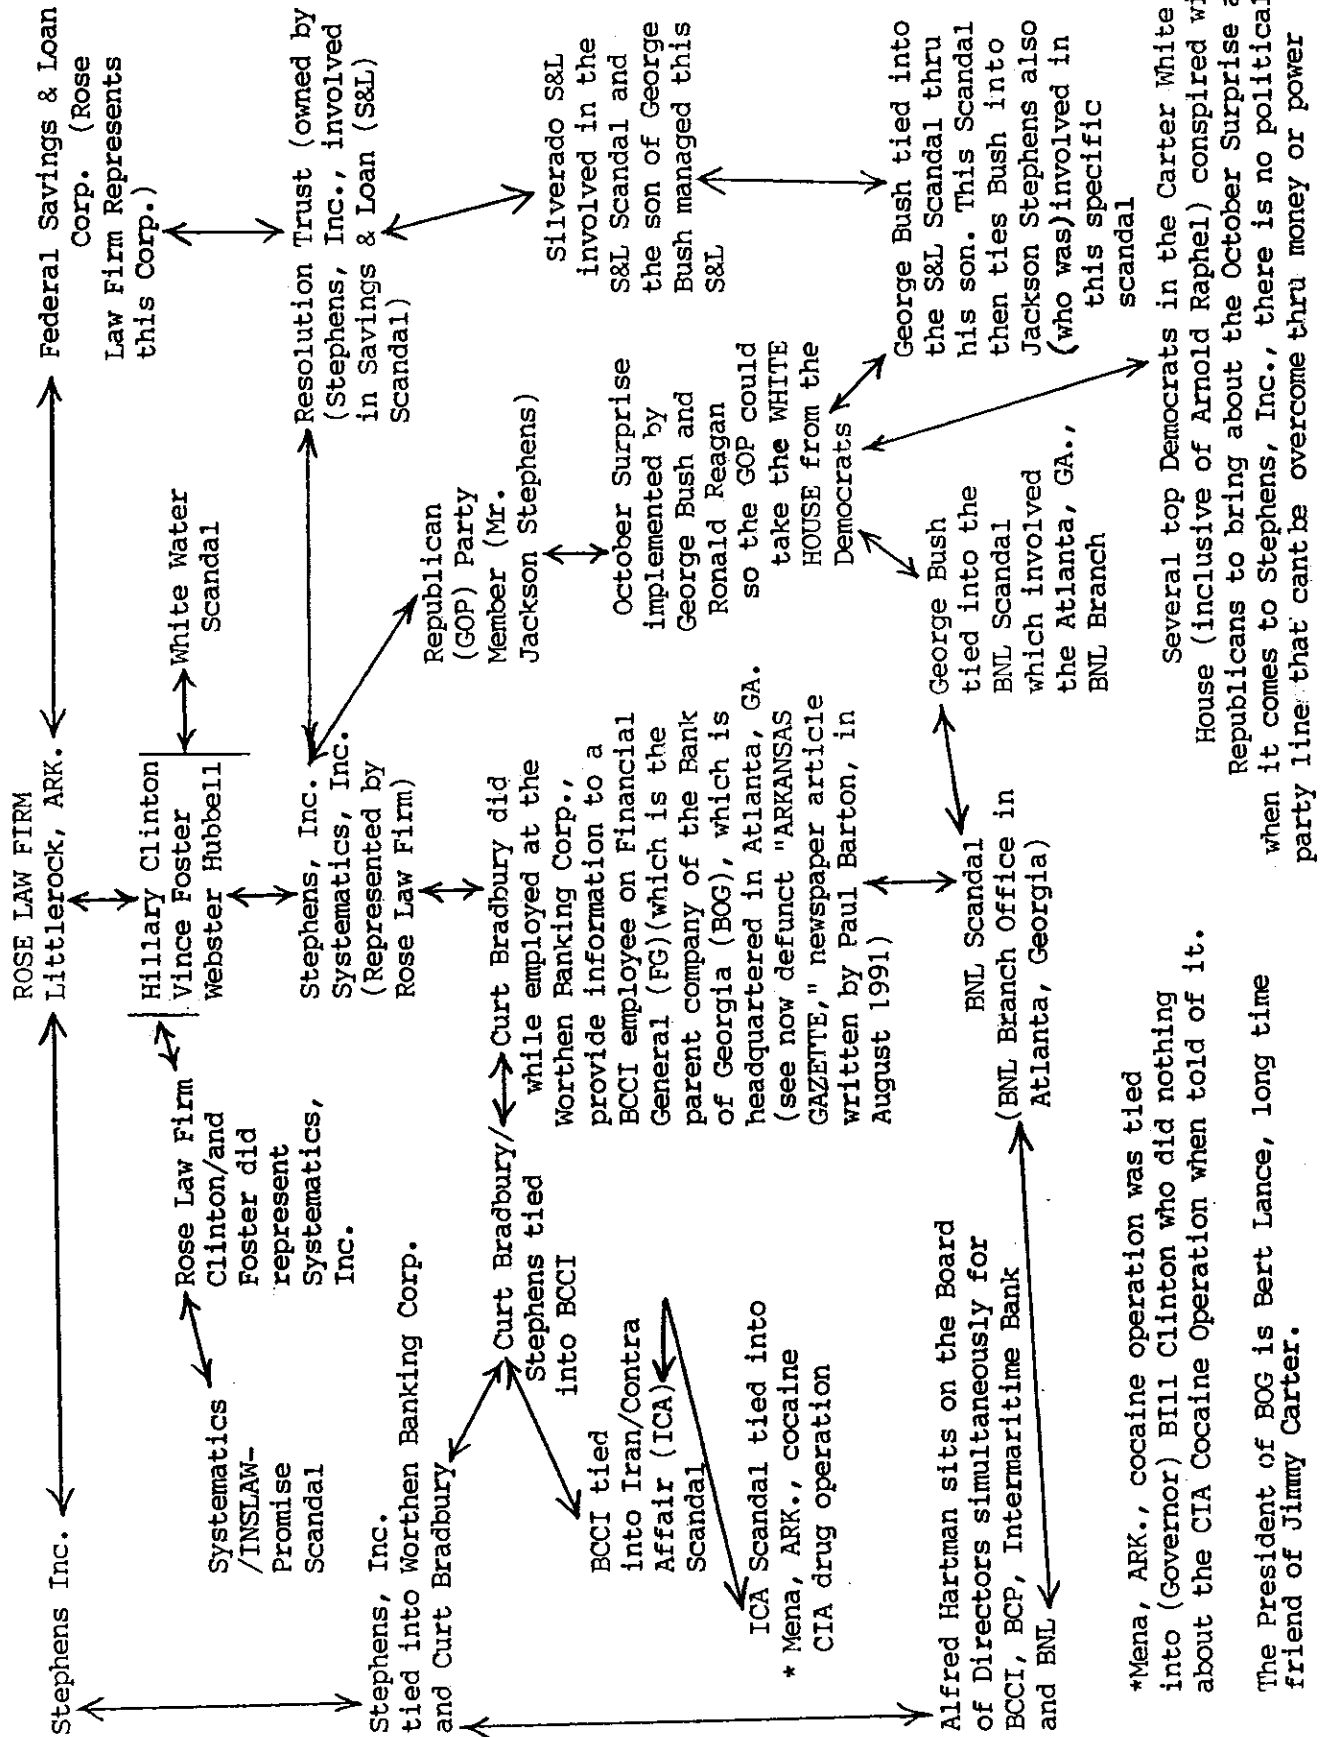 ROSE LAW FIRM
Littlerock, ARK.
Stephens Inc.
Federal Savings & Loan
Corp. (Rose
Law Firm Represents
this Corp.)
Hillary Clinton
Vince Foster
Webster Hubbell
White Water
Scandal
Rose Law Firm
Clinton/and
Foster did
represent
Systematics,
Inc.
Systematics
/INSLAW-
Promise
Scandal
Stephens, Inc.
Systematics, Inc.
(Represented by
Rose Law Firm)
Resolution Trust (owned by
(Stephens, Inc., involved
in Savings & Loan (S&L)
Scandal)
Stephens, Inc.
tied into Worthen Banking Corp.
and Curt Bradbury
Republican
(GOP) Party
Member (Mr.
Jackson Stephens)
Curt Bradbury/
Stephens tied
into BCCI
Curt Bradbury did
while employed at the
Worthen Banking Corp.,
provide information to a
BCCI employee on Financial
General (FG)(which is the
parent company of the Bank
of Georgia (BOG), which is
headquartered in Atlanta, GA.
(see now defunct "ARKANSAS
GAZETTE," newspaper article
written by Paul Barton, in
August 1991)
October Surprise
implemented by
George Bush and
Ronald Reagan
so the GOP could
take the WHITE
HOUSE from the
Democrats
Silverado S&L
involved in the
S&L Scandal and
the son of George
Bush managed this
S&L
BCCI tied
into Iran/Contra
Affair (ICA)
Scandal
ICA Scandal tied into
* Mena, ARK., cocaine
CIA drug operation
George Bush tied into
the S&L Scandal thru
his son. This Scandal
then ties Bush into
Jackson Stephens also
(who was)involved in
this specific
scandal
George Bush
tied into the
BNL Scandal
which involved
the Atlanta, GA.,
BNL Branch
Alfred Hartman sits on the Board
of Directors simultaneously for
BCCI, BCP, Intermaritime Bank
and BNL
BNL Scandal
(BNL Branch Office in
Atlanta, Georgia)
*Mena, ARK., cocaine operation was tied
into (Governor) BIll Clinton who did nothing
about the CIA Cocaine Operation when told of it.
The President of BOG is Bert Lance, long time
friend of Jimmy Carter.
Several top Democrats in the Carter White
House (inclusive of Arnold Raphel) conspired
Republicans to bring about the October Surprise
when it comes to Stephens, Inc., there is no political
party line that cantbe overcome thru money or power